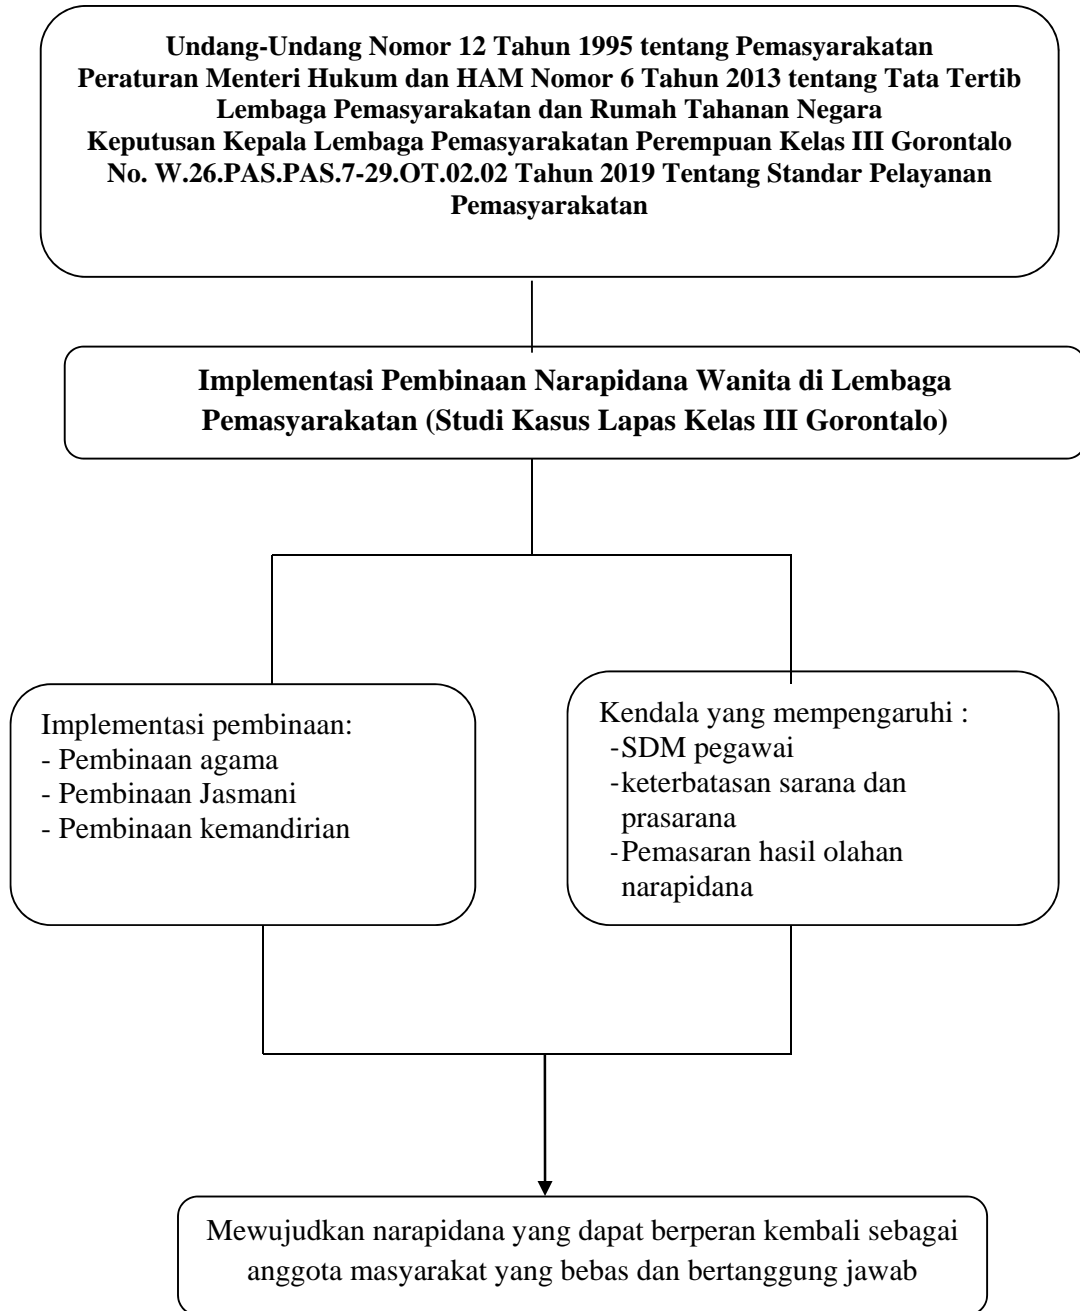 Undang-Undang Nomor 12 Tahun 1995 tentang Pemasyarakatan
Peraturan Menteri Hukum dan HAM Nomor 6 Tahun 2013 tentang Tata Tertib
Lembaga Pemasyarakatan dan Rumah Tahanan Negara
Keputusan Kepala Lembaga Pemasyarakatan Perempuan Kelas III Gorontalo
No. W.26.PAS.PAS.7-29.OT.02.02 Tahun 2019 Tentang Standar Pelayanan
Pemasyarakatan
Implementasi Pembinaan Narapidana Wanita di Lembaga
Pemasyarakatan (Studi Kasus Lapas Kelas III Gorontalo)
Implementasi pembinaan:
- Pembinaan agama
- Pembinaan Jasmani
- Pembinaan kemandirian
Kendala yang mempengaruhi :
-SDM pegawai
-keterbatasan sarana dan
prasarana
-Pemasaran hasil olahan
narapidana
Mewujudkan narapidana yang dapat berperan kembali sebagai
anggota masyarakat yang bebas dan bertanggung jawab